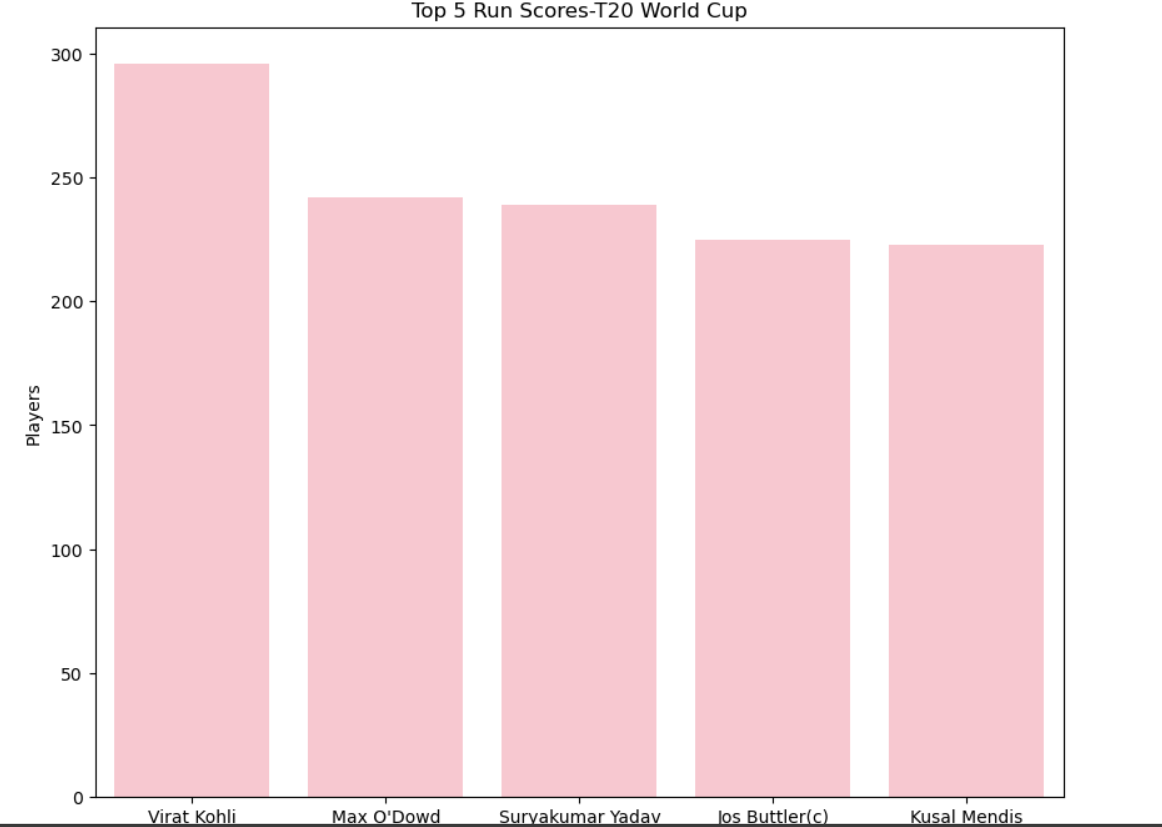 Top 5 Run Scores-T20 World Cup
300
250
200
150
100
50
0
Players
Virat Kohli Max O'Dowd Suryakumar Yadav Jos Buttler(c) Kusal Mendis